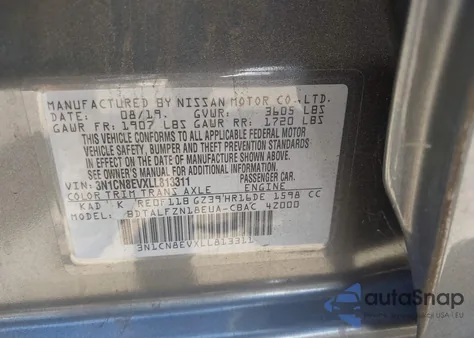 MANUFACTURED BY NISSAN MOTOR CO., LTD.
DATE: 08/19. GVWR: 3605 LBS
GAWR FR: 1907 LBS GAWR RR: 1720 LBS
THIS VEHICLE CONFORMS TO ALL APPLICABLE FEDERAL MOTOR
VEHICLE SAFETY, BUMPER, AND THEFT PREVENTION STANDARDS
IN EFFECT ON THE DATE OF MANUFACTURE SHOWN ABOVE.
SEE OWNER'S MANUAL FOR ADDITIONAL INFORMATION.
VIN: 3N1CN8EVXLL813311 PASSENGER CAR.
COLOR TRIM TRANS AXLE ENGINE
KAD K RE0F11B GZ39 HR16DE 1598 CC
MODEL: BDTALFZN18EUA-CBAC 42000
3N1CN8EVXLL813311
autoSnap